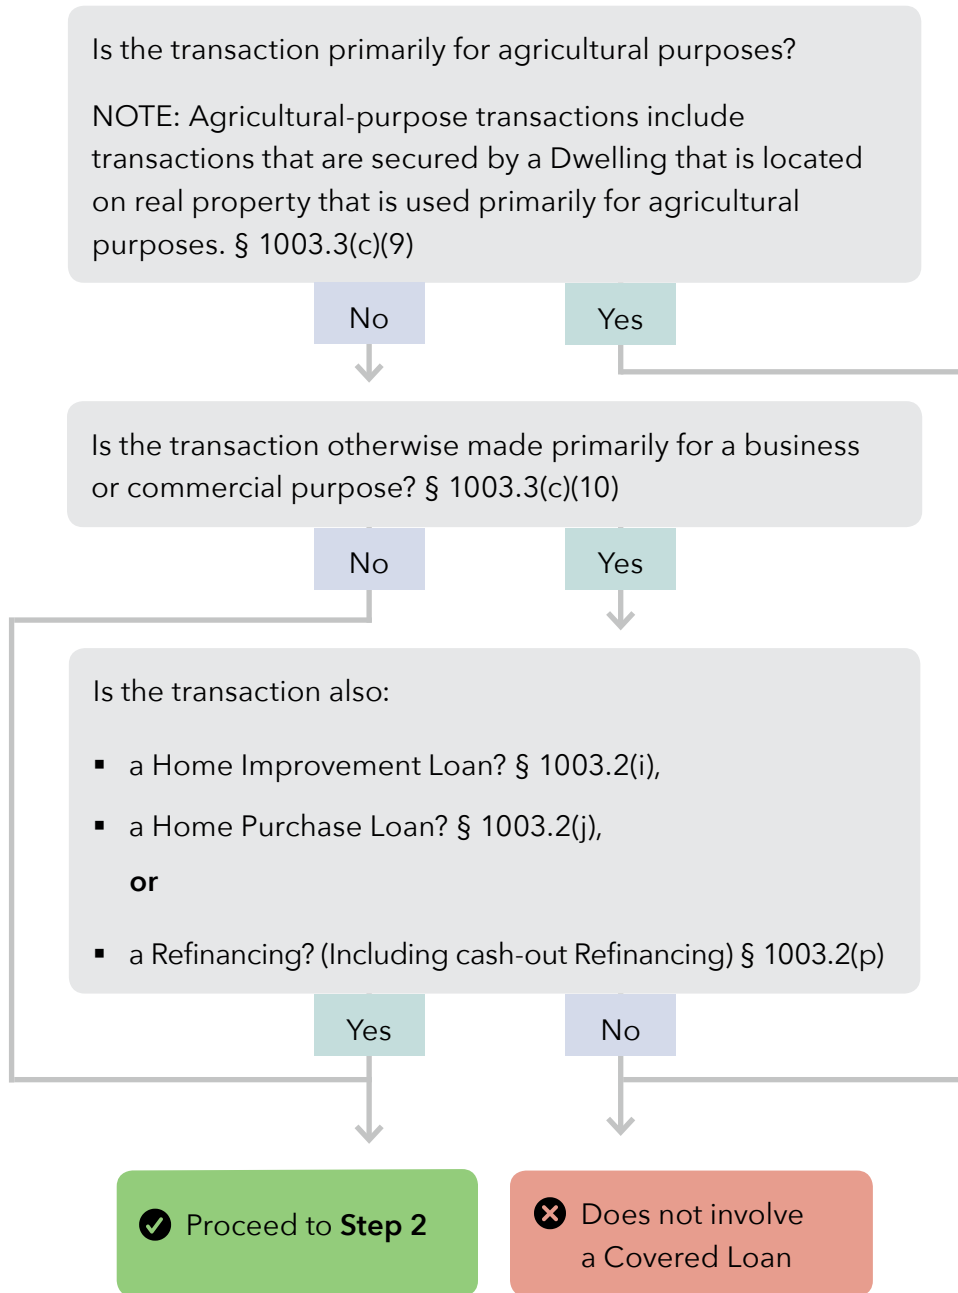 Is the transaction primarily for agricultural purposes?
NOTE: Agricultural-purpose transactions include
transactions that are secured by a Dwelling that is located
on real property that is used primarily for agricultural
purposes. § 1003.3(c)(9)
No
Yes
Is the transaction otherwise made primarily for a business
or commercial purpose? § 1003.3(c)(10)
No
Yes
Is the transaction also:
▪ a Home Improvement Loan? § 1003.2(i),
▪ a Home Purchase Loan? § 1003.2(j),
or
▪ a Refinancing? (Including cash-out Refinancing) § 1003.2(p)
Yes
No
Proceed to Step 2
Does not involve
a Covered Loan